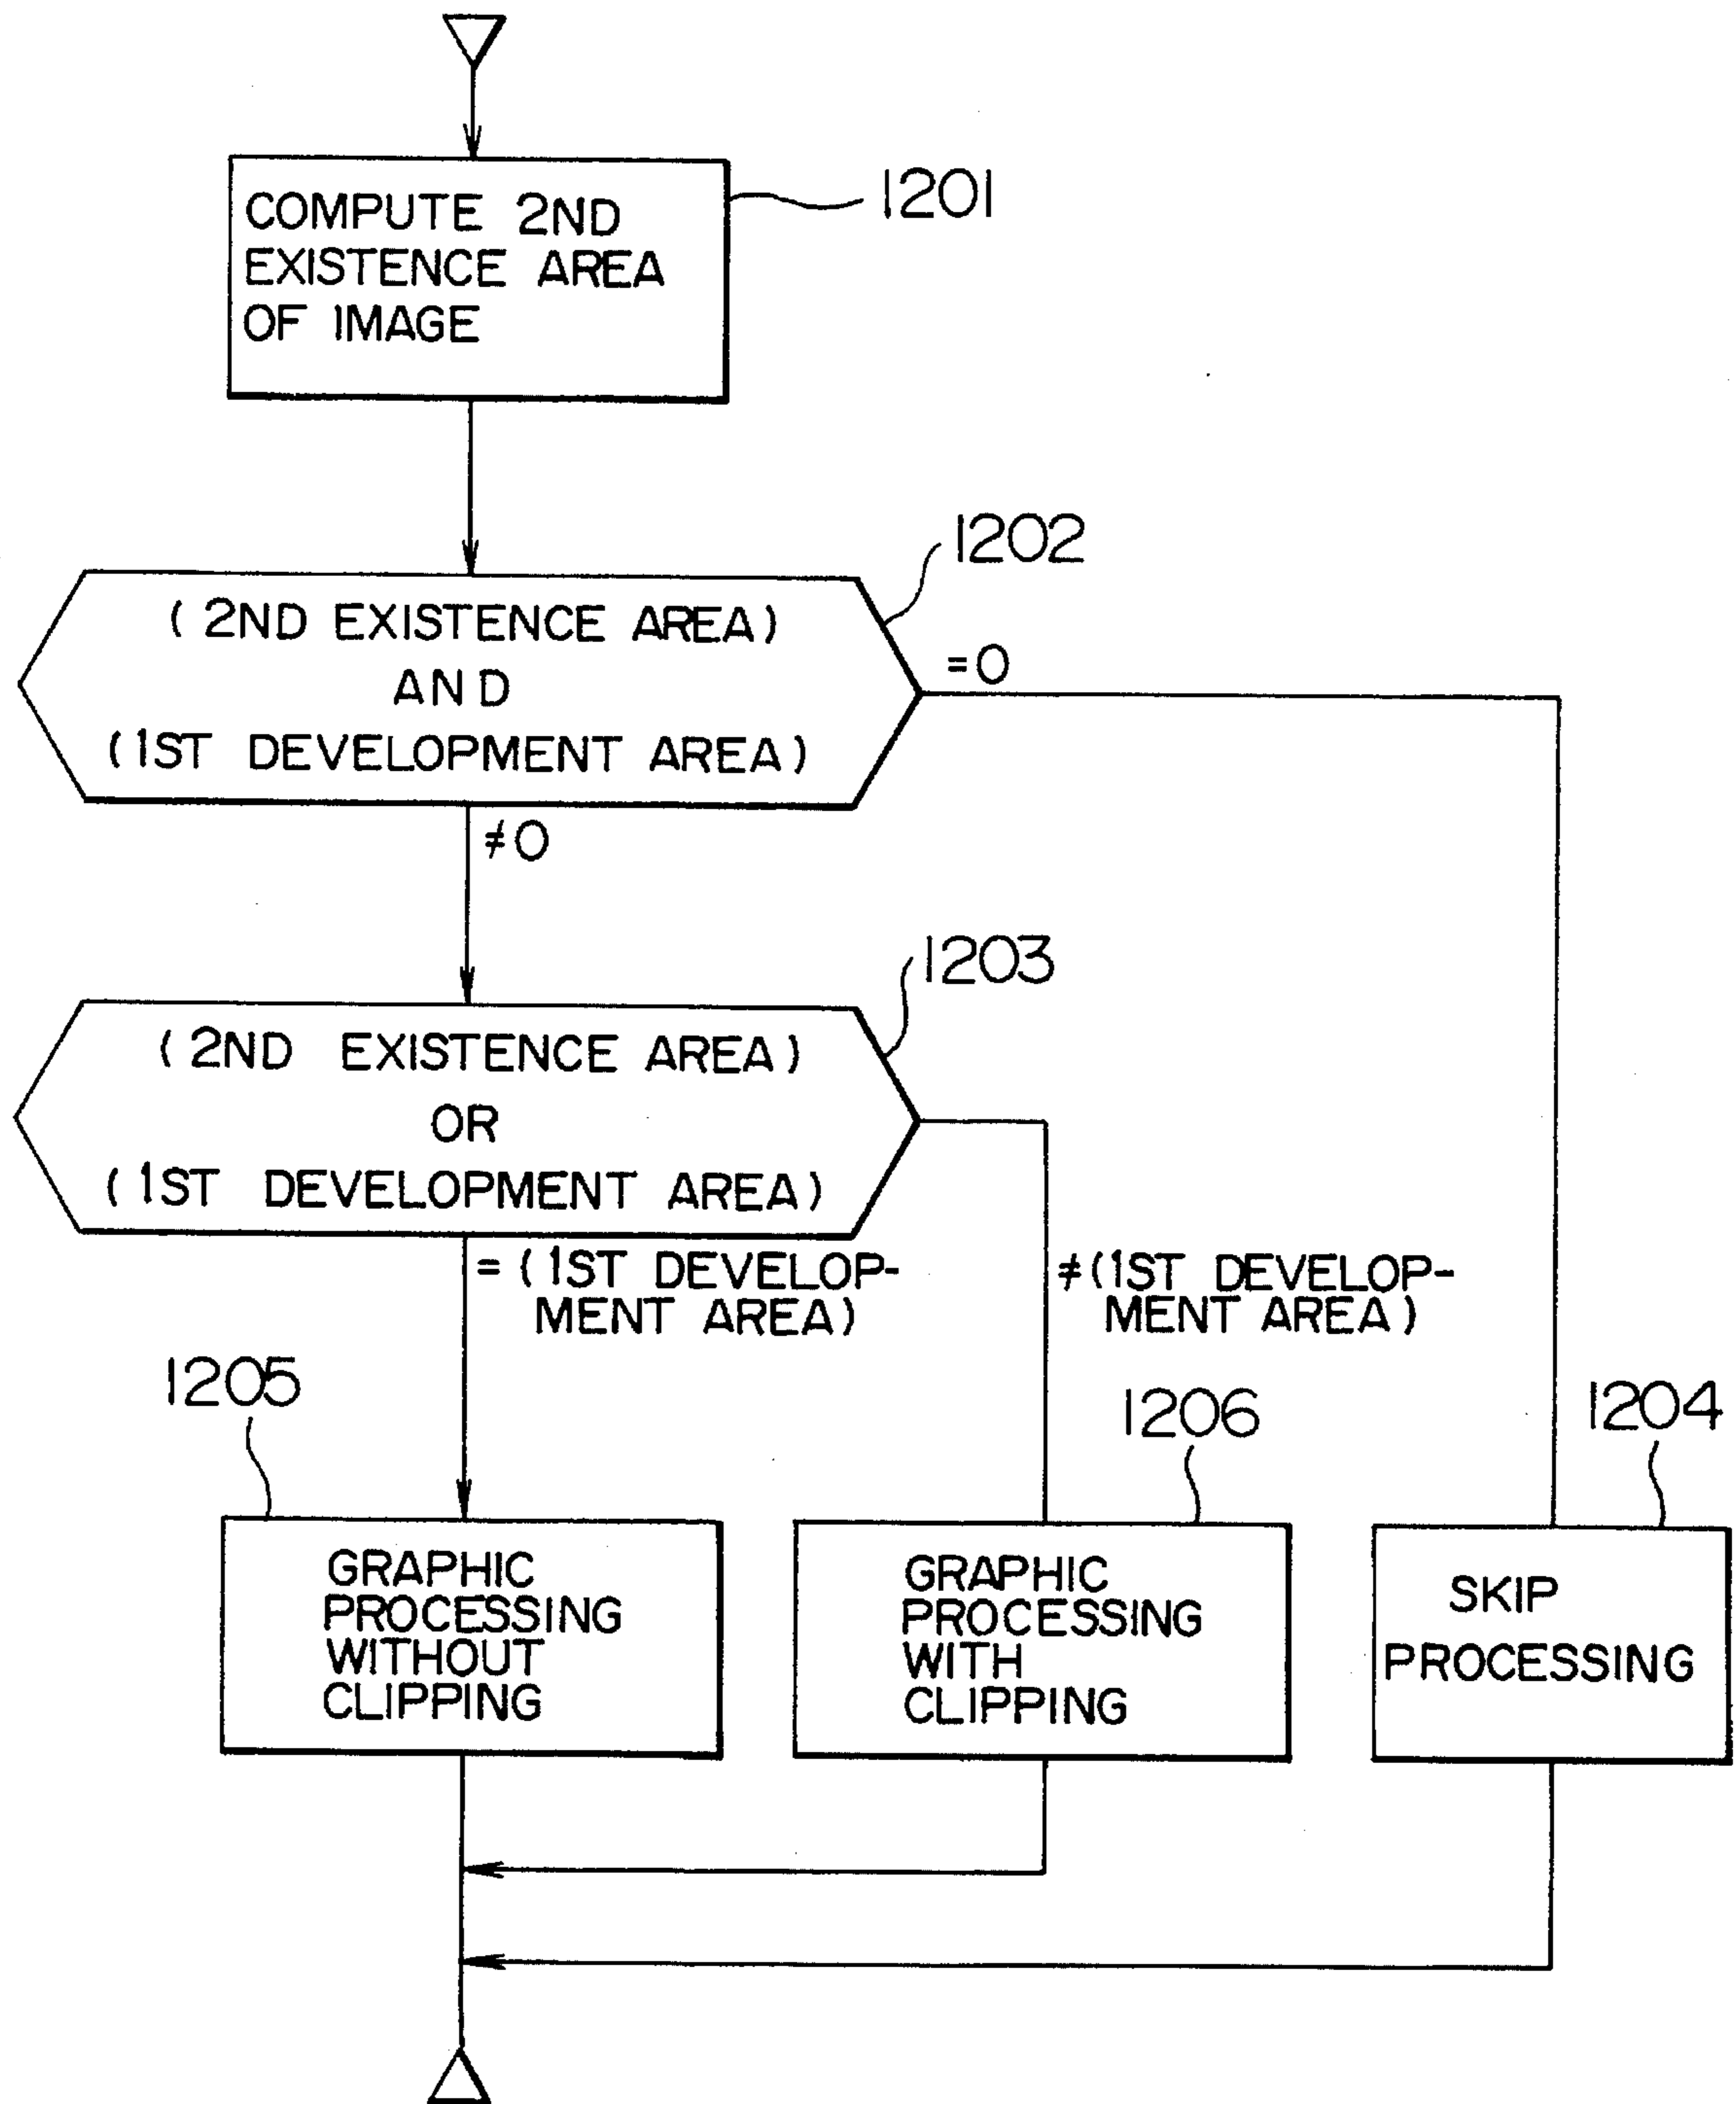 COMPUTE 2ND
EXISTENCE AREA
OF IMAGE
1201
1202
(2ND EXISTENCE AREA)
AND
(1ST DEVELOPMENT AREA)
=0
≠0
1203
(2ND EXISTENCE AREA)
OR
(1ST DEVELOPMENT AREA)
=(1ST DEVELOP-
MENT AREA)
≠(1ST DEVELOP-
MENT AREA)
1205
1206
1204
GRAPHIC
PROCESSING
WITHOUT
CLIPPING
GRAPHIC
PROCESSING
WITH
CLIPPING
SKIP
PROCESSING